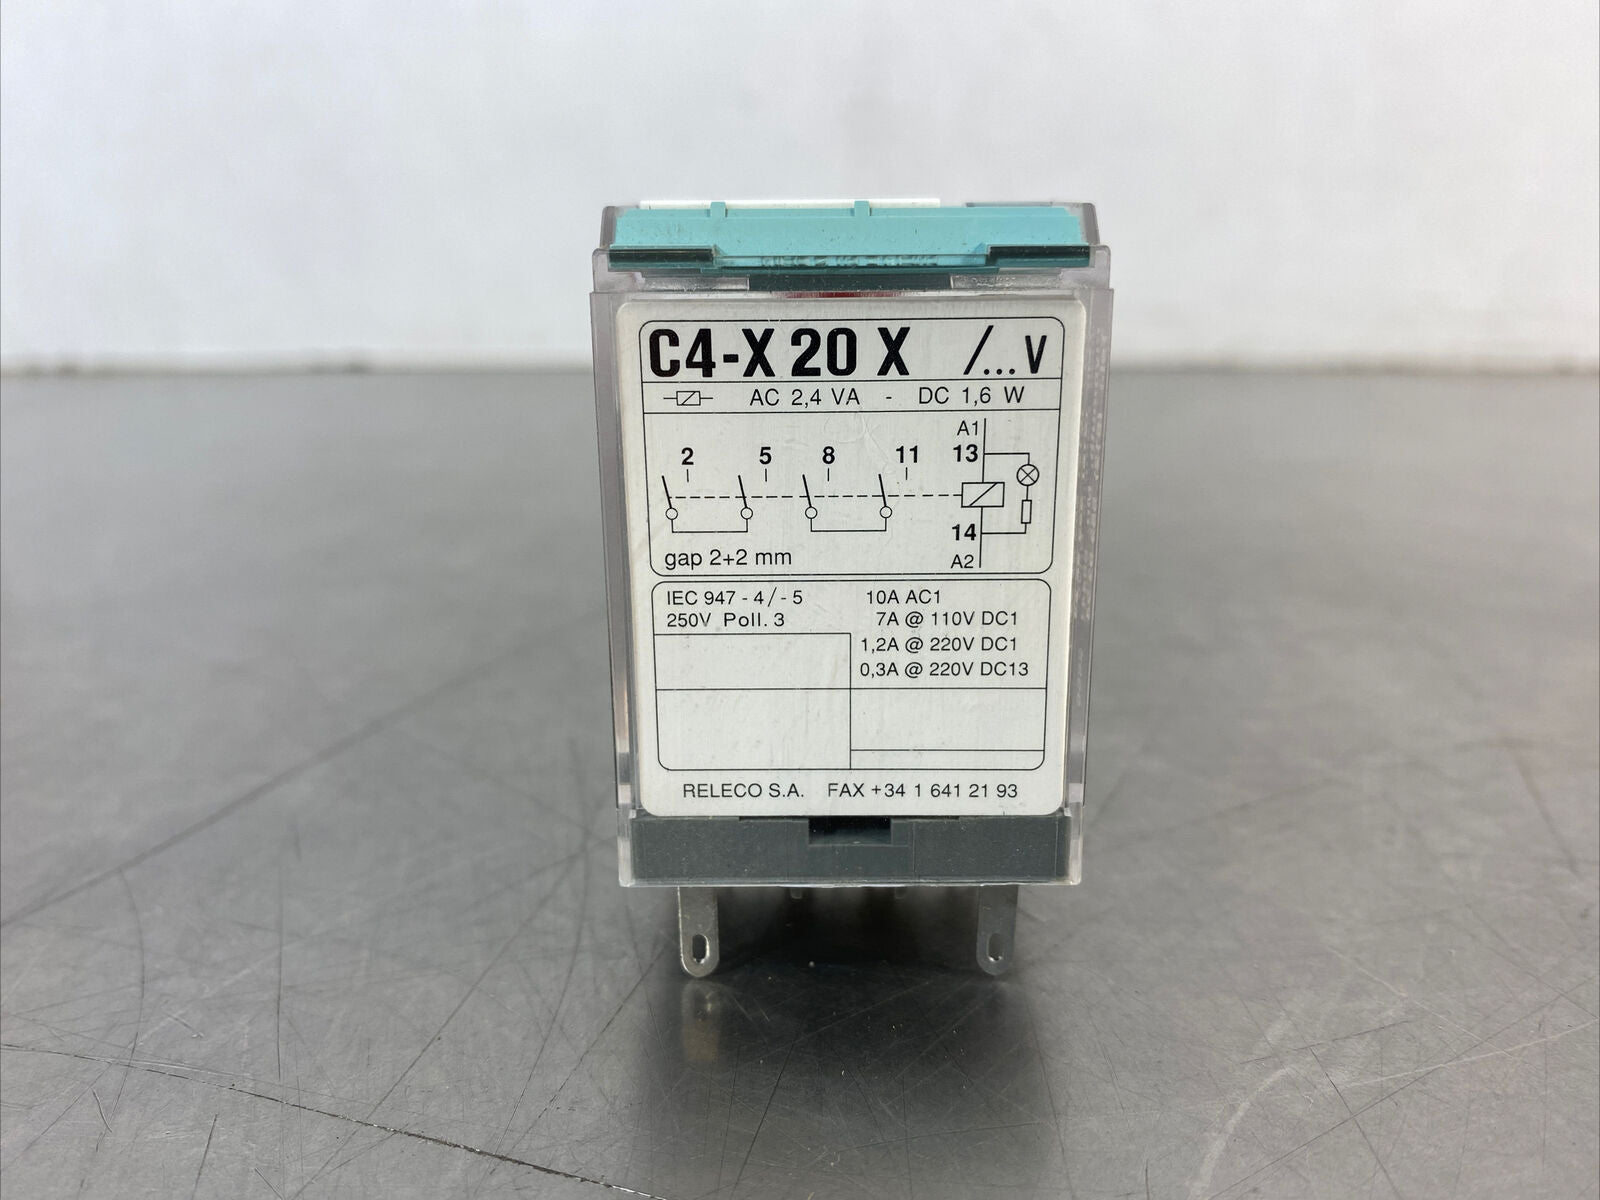 C4-X 20 X /...V
AC 2,4 VA - DC 1,6 W
A1
2 5 8 11 13
14
gap 2+2 mm A2
IEC 947 - 4 / - 5 10A AC1
250V Poll. 3 7A @ 110V DC1
1,2A @ 220V DC1
0,3A @ 220V DC13
RELECO S.A. FAX +34 1 641 21 93